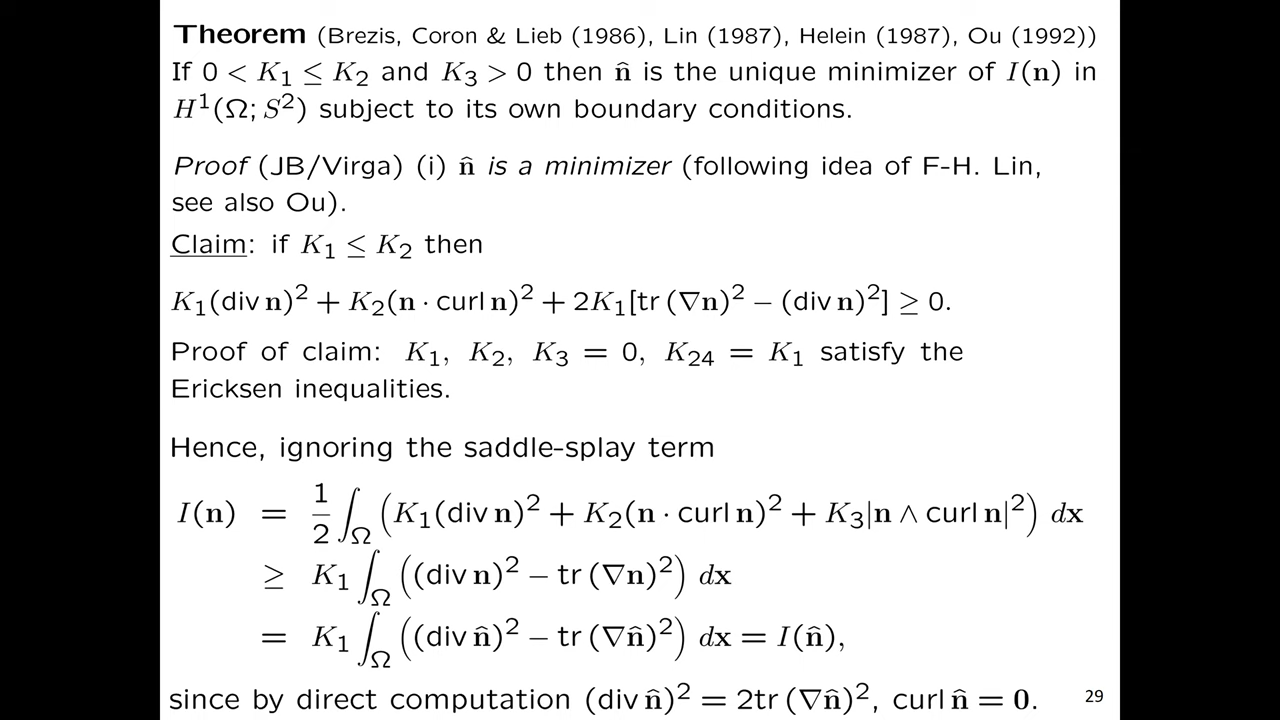 Theorem (Brezis, Coron & Lieb (1986), Lin (1987), Helein (1987), Ou (1992))
If 0 < K₁ ≤ K₂ and K₃ > 0 then n̂ is the unique minimizer of I(n) in
H¹(Ω; S²) subject to its own boundary conditions.
Proof (JB/Virga) (i) n̂ is a minimizer (following idea of F-H. Lin,
see also Ou).
Claim: if K₁ ≤ K₂ then
K₁(div n)² + K₂(n · curl n)² + 2K₁[tr (∇n)² − (div n)²] ≥ 0.
Proof of claim: K₁, K₂, K₃ = 0, K₂₄ = K₁ satisfy the
Ericksen inequalities.
Hence, ignoring the saddle-splay term
I(n) = 1/2 ∫_Ω (K₁(div n)² + K₂(n · curl n)² + K₃|n ∧ curl n|²) dx
≥ K₁ ∫_Ω ((div n)² − tr (∇n)²) dx
= K₁ ∫_Ω ((div n̂)² − tr (∇n̂)²) dx = I(n̂),
since by direct computation (div n̂)² = 2tr (∇n̂)², curl n̂ = 0. 29